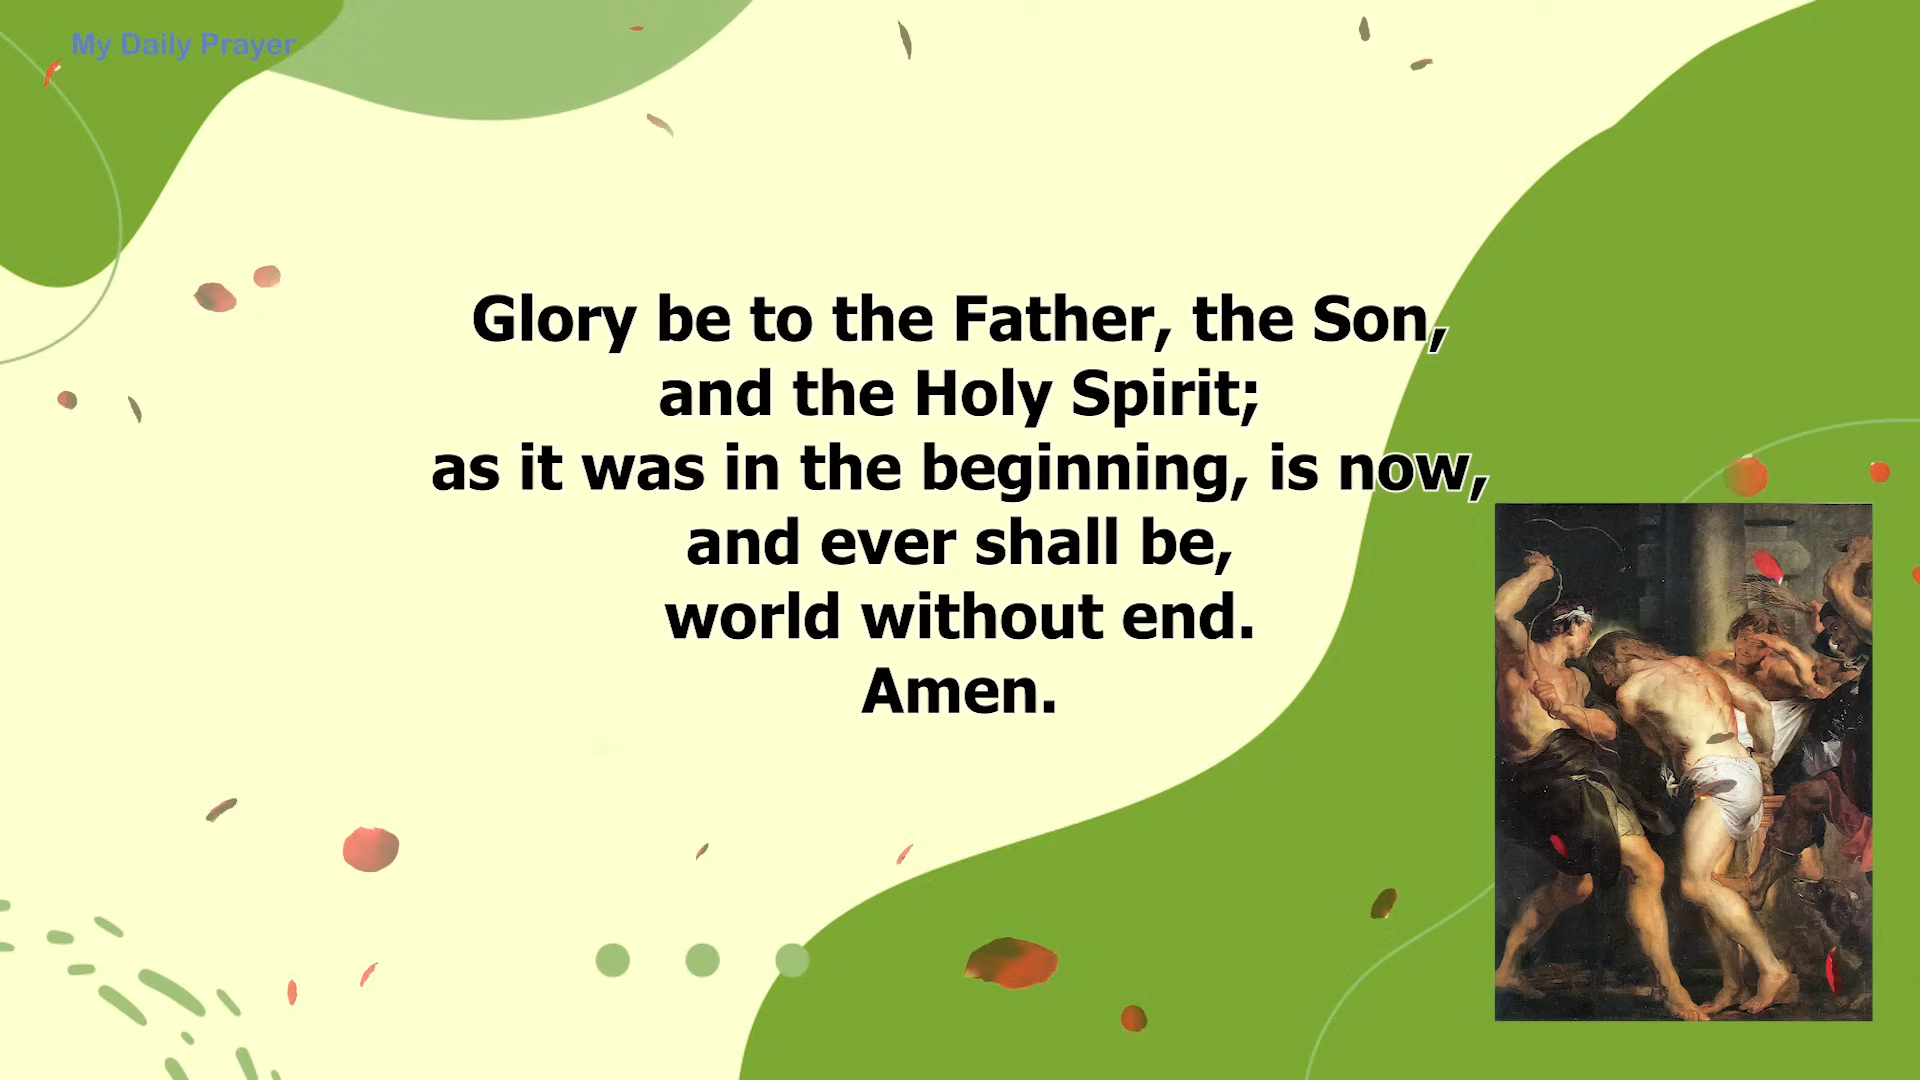 My Daily Prayer
Glory be to the Father, the Son,
and the Holy Spirit;
as it was in the beginning, is now,
and ever shall be,
world without end.
Amen.